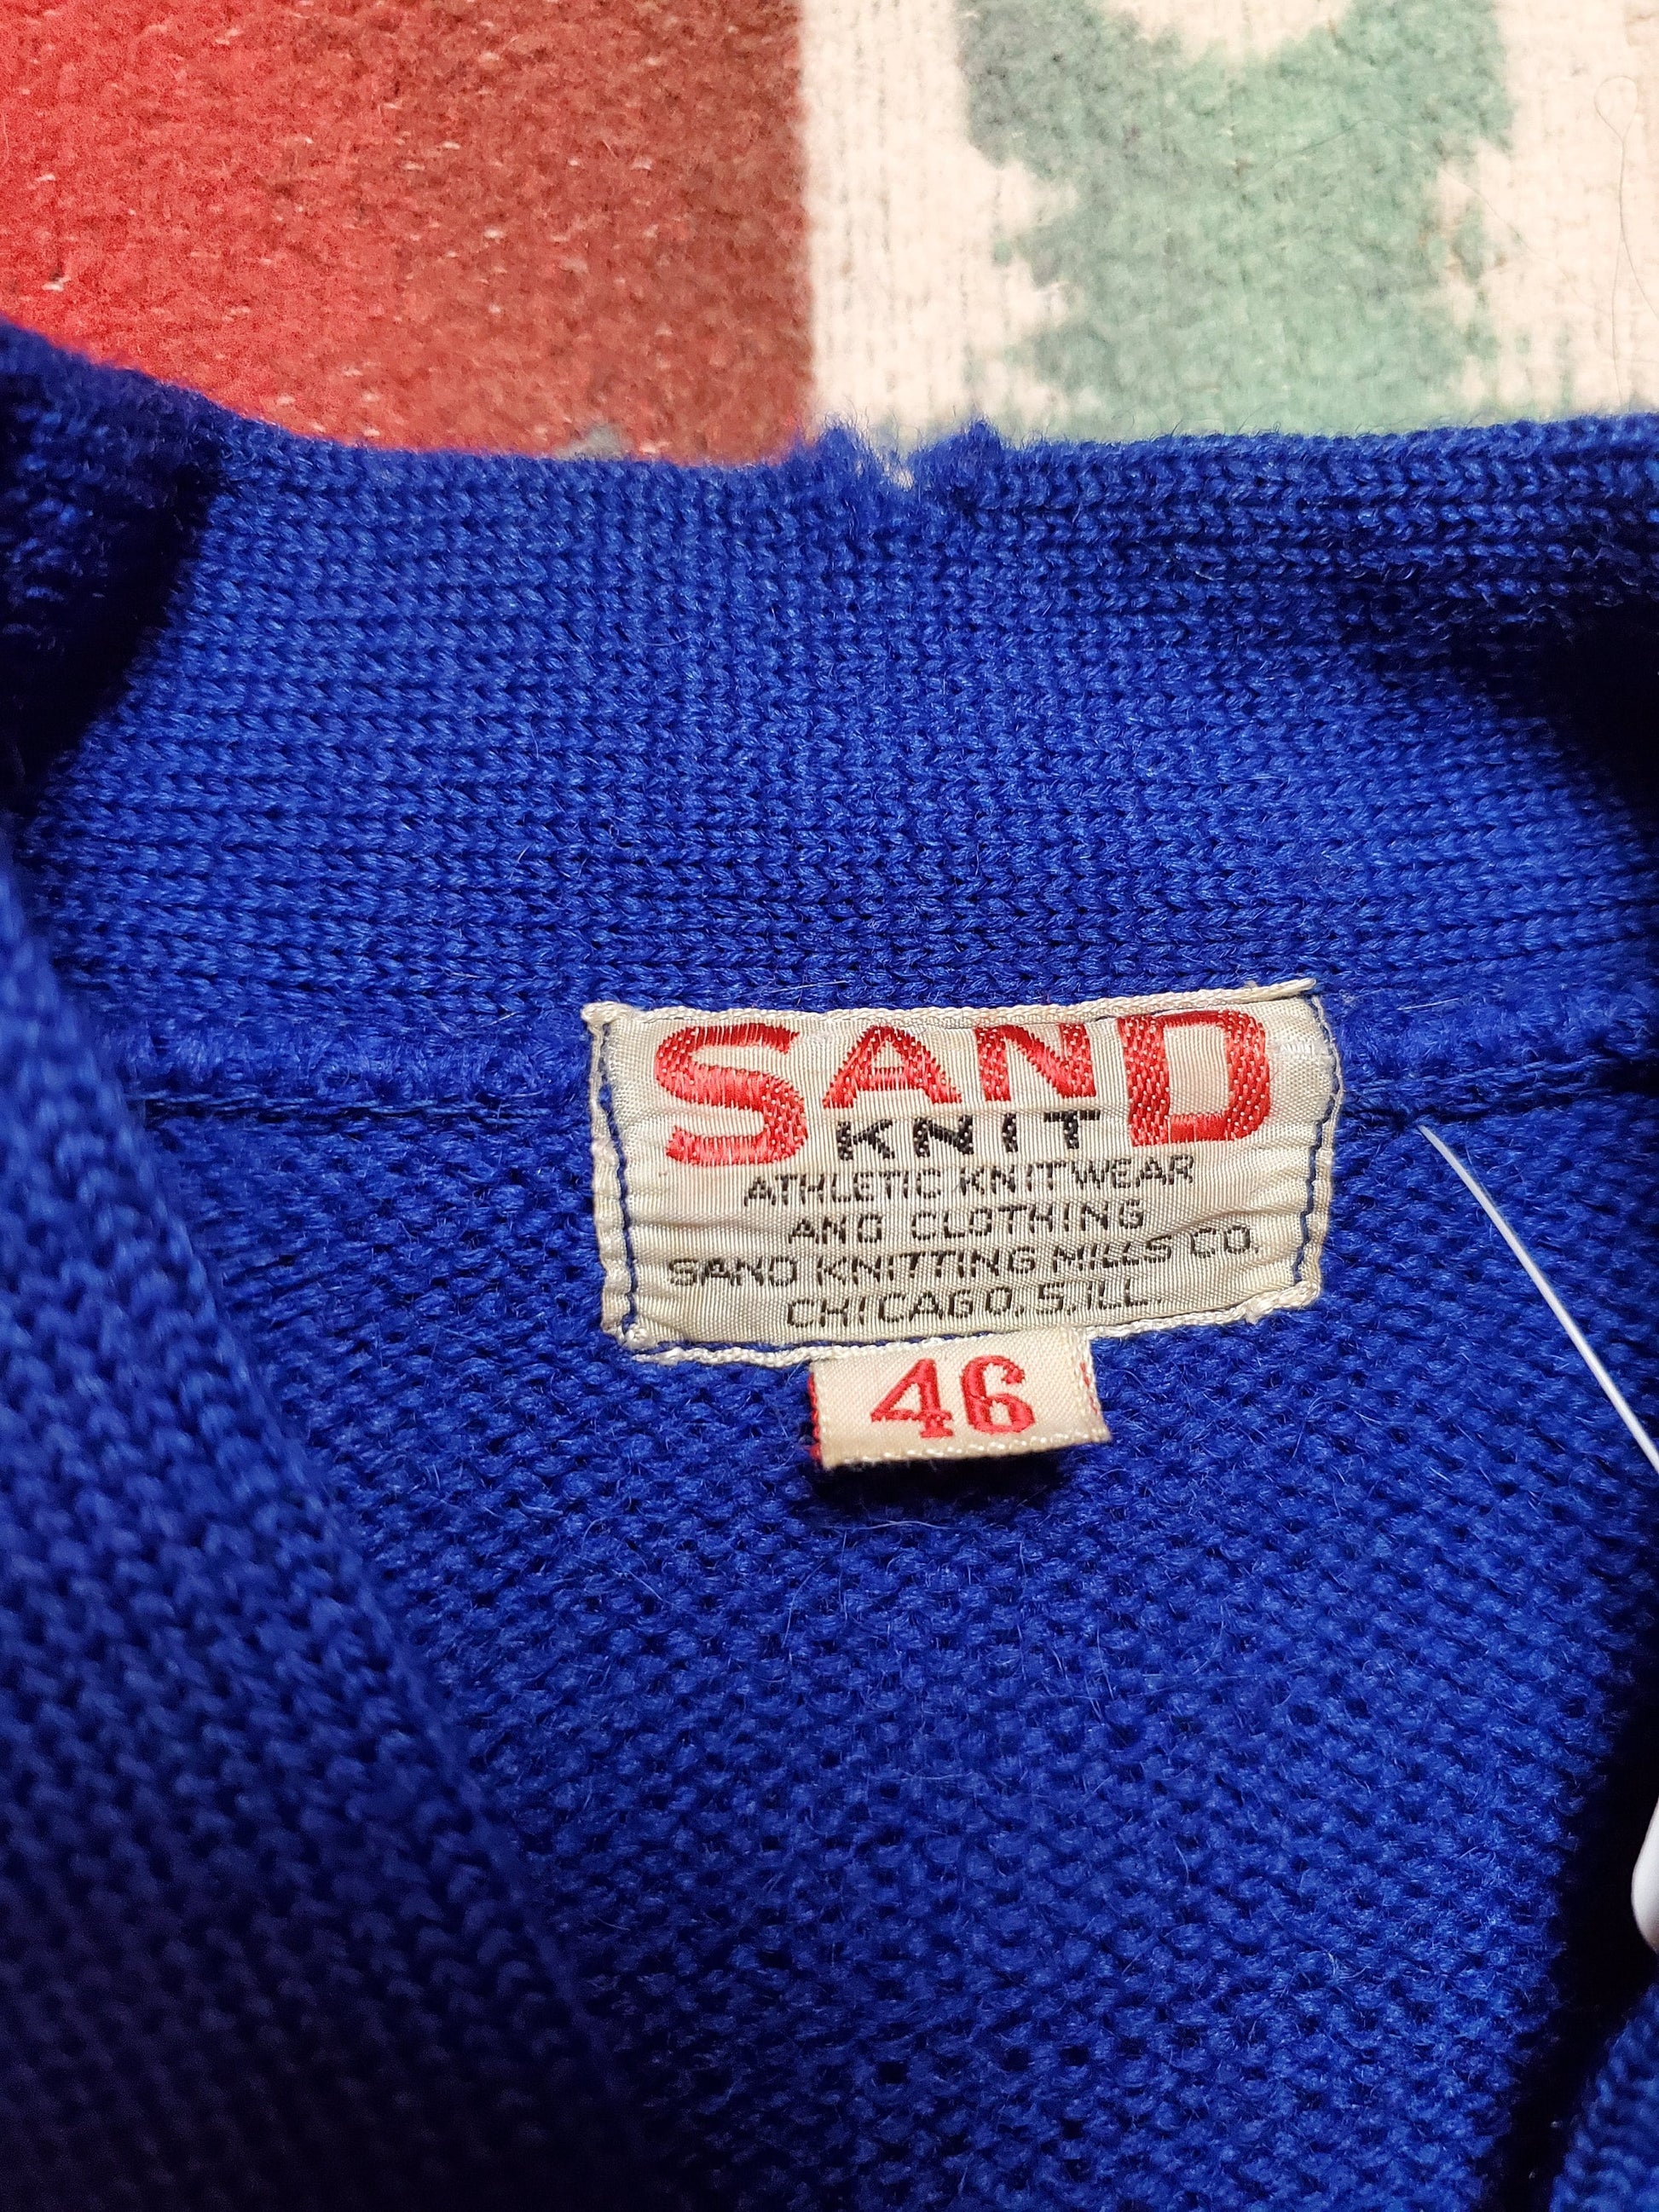 SAND
KNIT
ATHLETIC KNITWEAR
AND CLOTHING
SAND KNITTING MILLS CO.
CHICAGO, 5, ILL.
46